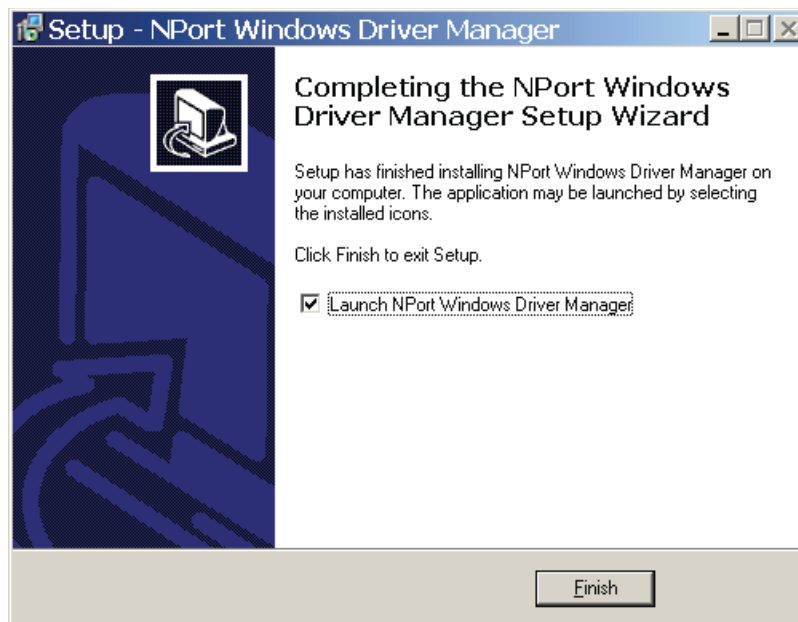 Setup - NPort Windows Driver Manager
Completing the NPort Windows
Driver Manager Setup Wizard
Setup has finished installing NPort Windows Driver Manager on
your computer. The application may be launched by selecting
the installed icons.
Click Finish to exit Setup.
Launch NPort Windows Driver Manager
Finish